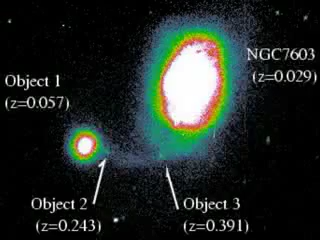 NGC7603
(z=0.029)
Object 1
(z=0.057)
Object 2
(z=0.243)
Object 3
(z=0.391)